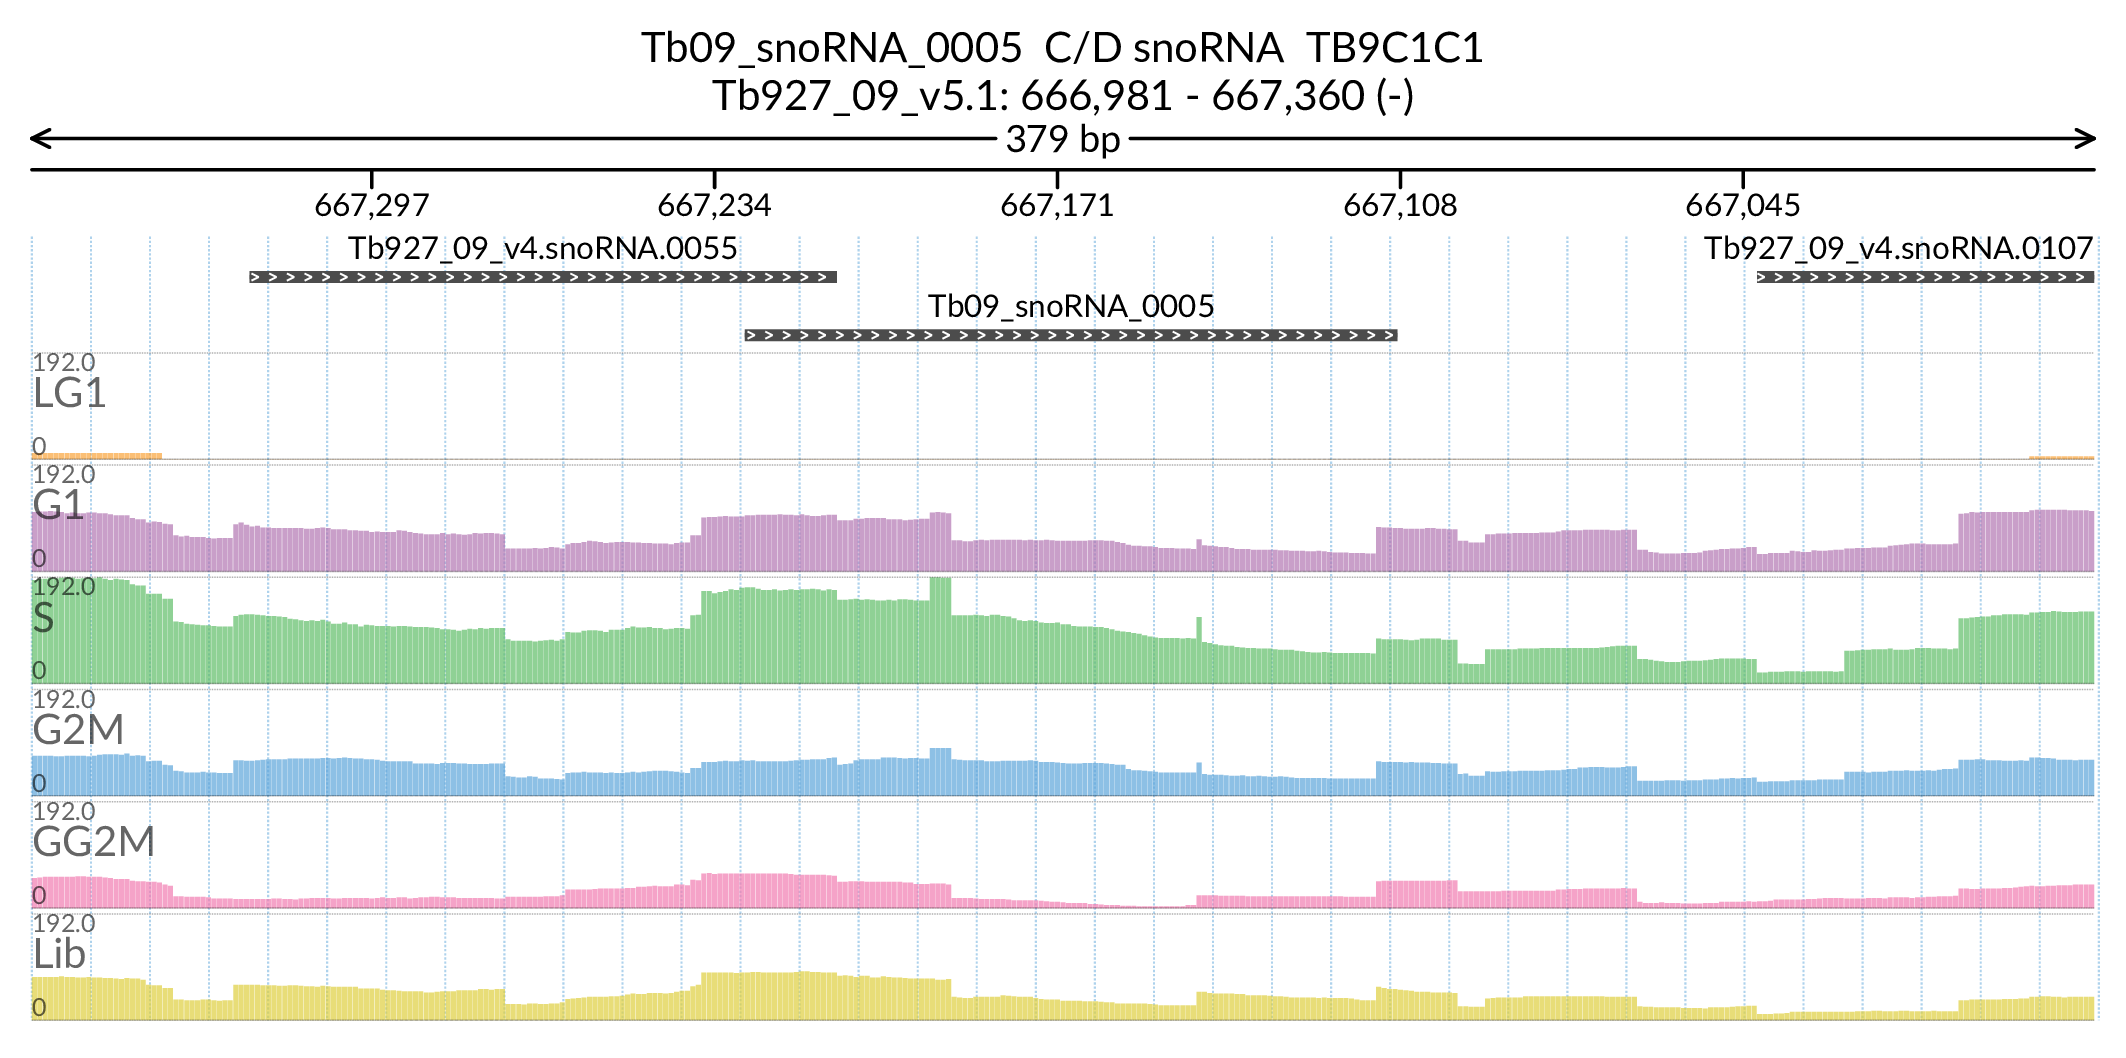 Tb09_snoRNA_0005  C/D snoRNA  TB9C1C1
Tb927_09_v5.1: 666,981 - 667,360 (-)
379 bp
667,297 667,234 667,171 667,108 667,045
Tb927_09_v4.snoRNA.0055 Tb927_09_v4.snoRNA.0107
Tb09_snoRNA_0005
192.0
LG1
0
192.0
G1
0
192.0
S
0
192.0
G2M
0
192.0
GG2M
0
192.0
Lib
0